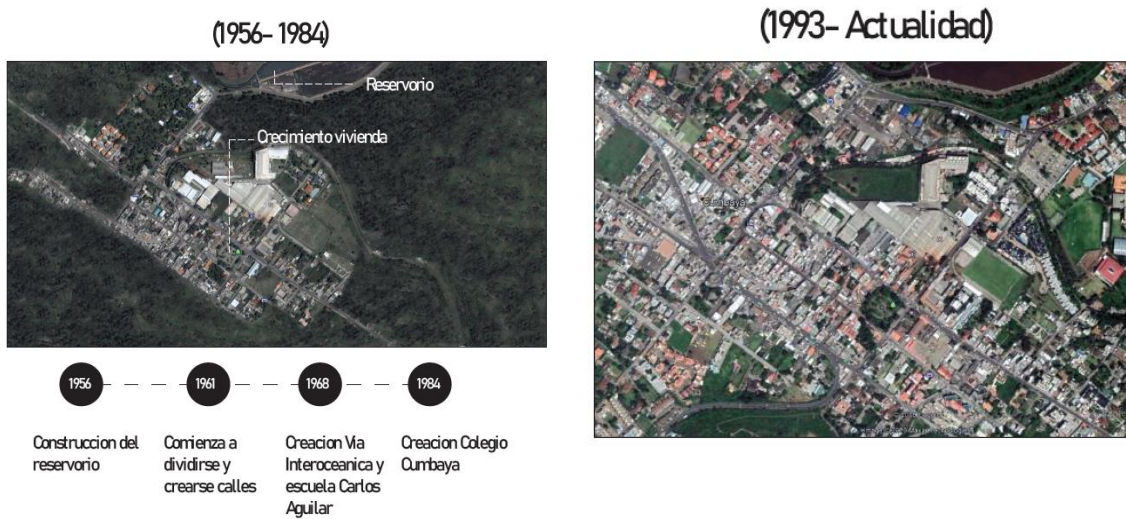 (1956- 1984)
Reservorio
Crecimiento vivienda
1956
1961
1968
1984
Construccion del
reservorio
Comienza a
dividirse y
crearse calles
Creacion Via
Interoceanica y
escuela Carlos
Aguilar
Creacion Colegio
Cumbaya
(1993- Actualidad)
Cumbaya